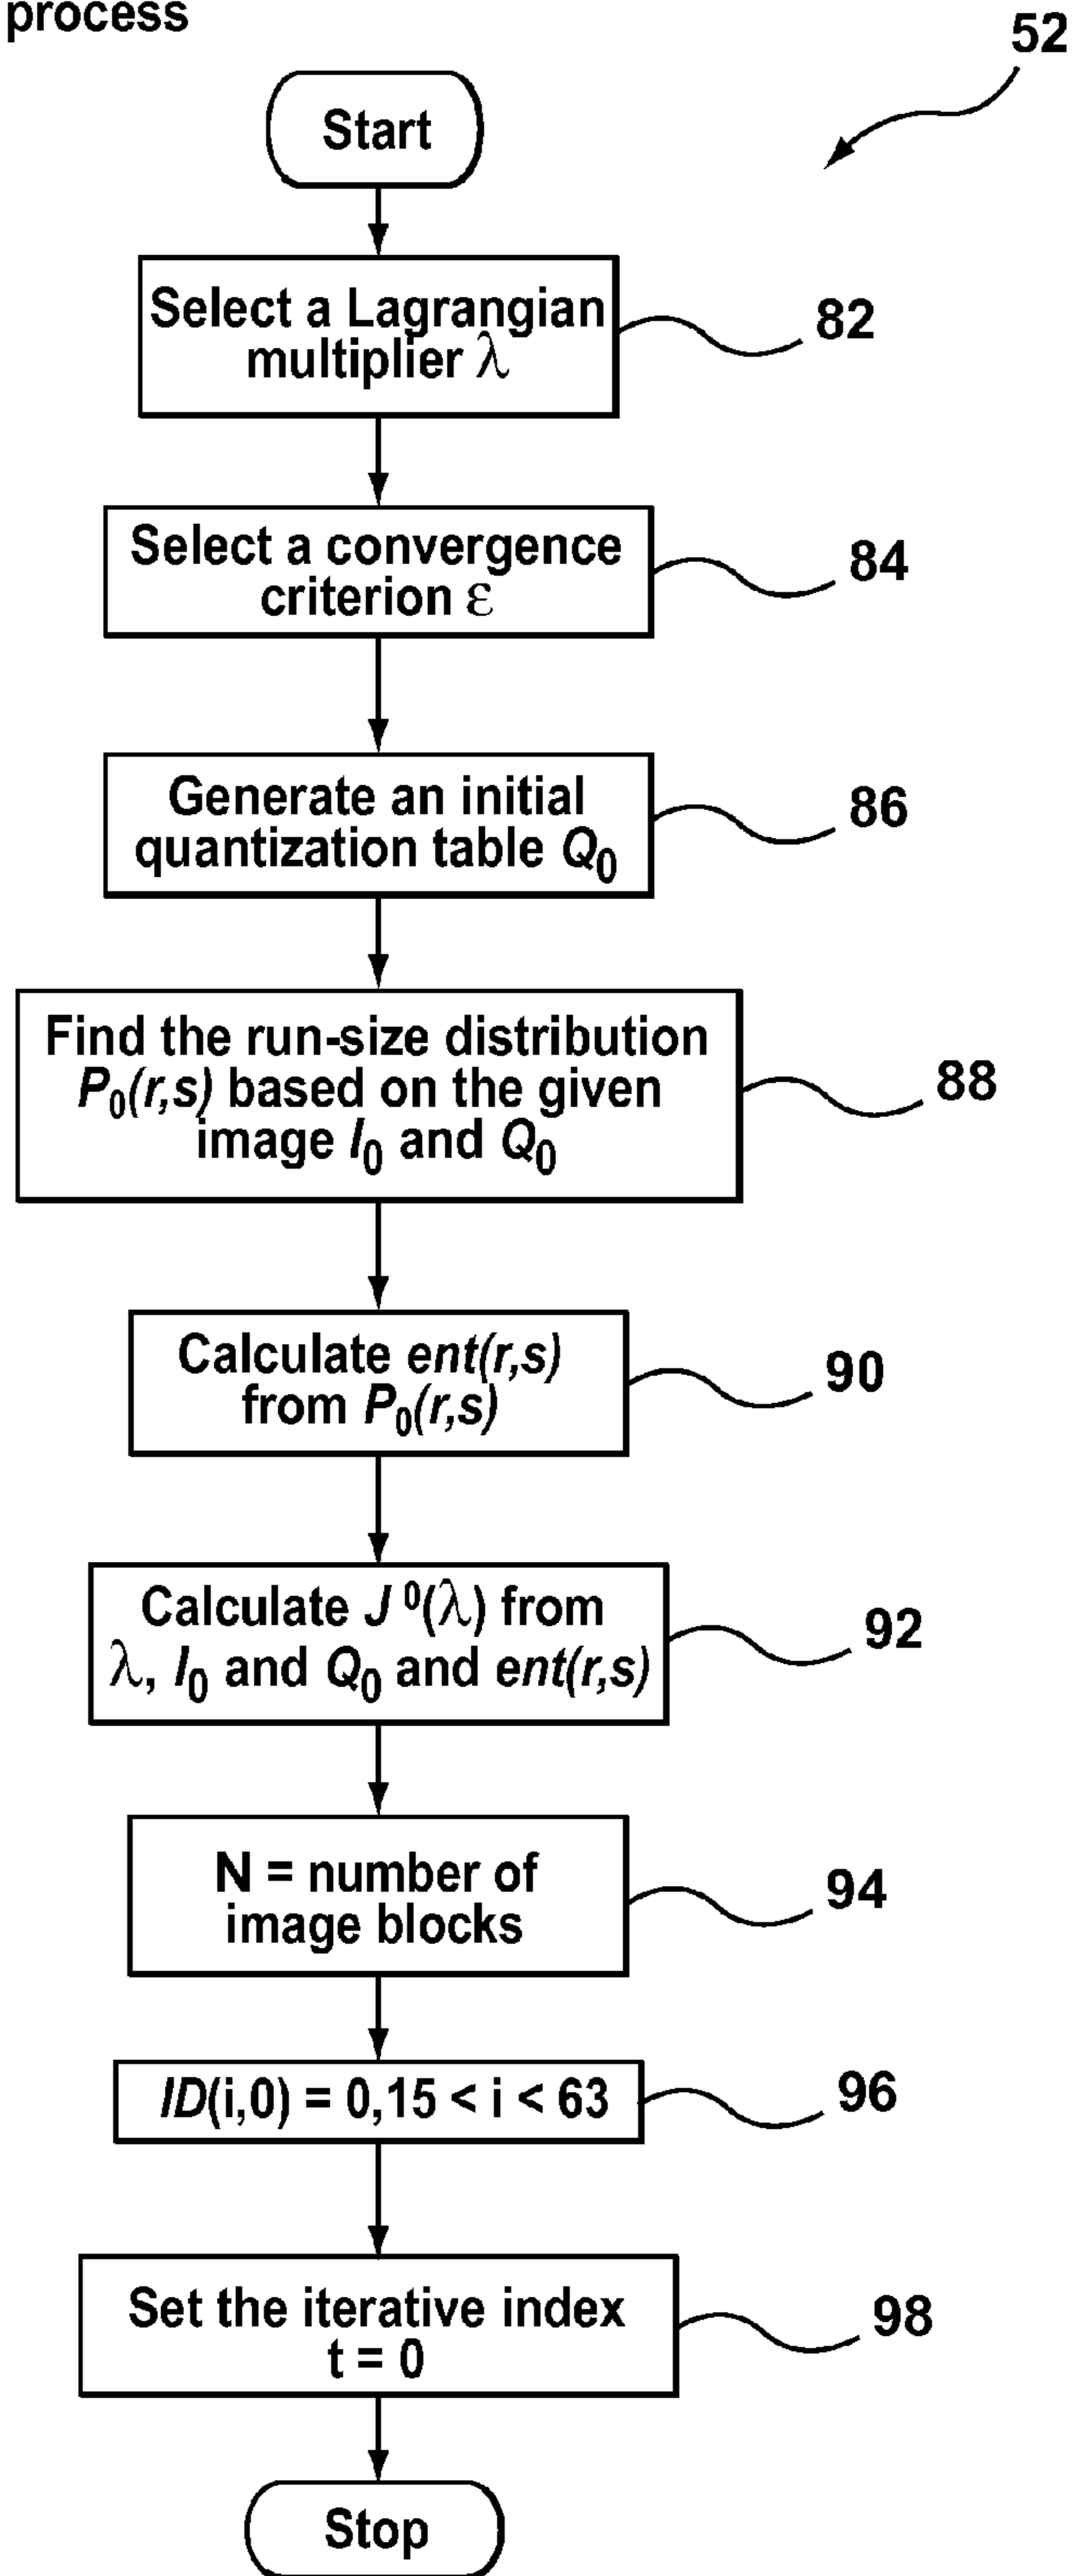 process
52
Start
Select a Lagrangian
multiplier λ
82
Select a convergence
criterion ε
84
Generate an initial
quantization table Q0
86
Find the run-size distribution
P0(r,s) based on the given
image I0 and Q0
88
Calculate ent(r,s)
from P0(r,s)
90
Calculate J 0(λ) from
λ, I0 and Q0 and ent(r,s)
92
N = number of
image blocks
94
ID(i,0) = 0,15 < i < 63
96
Set the iterative index
t = 0
98
Stop